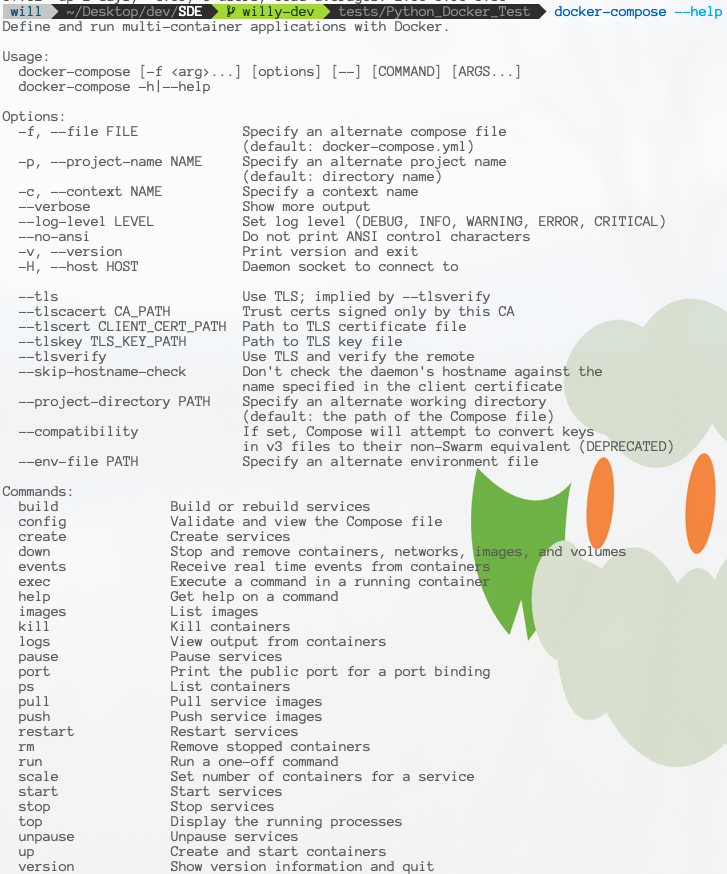 will ~/Desktop/dev/SDE willy-dev tests/Python_Docker_Test docker-compose --help
Define and run multi-container applications with Docker.
Usage:
docker-compose [-f <arg>...] [options] [--] [COMMAND] [ARGS...]
docker-compose -h|--help
Options:
-f, --file FILE Specify an alternate compose file
(default: docker-compose.yml)
-p, --project-name NAME Specify an alternate project name
(default: directory name)
-c, --context NAME Specify a context name
--verbose Show more output
--log-level LEVEL Set log level (DEBUG, INFO, WARNING, ERROR, CRITICAL)
--no-ansi Do not print ANSI control characters
-v, --version Print version and exit
-H, --host HOST Daemon socket to connect to
--tls Use TLS; implied by --tlsverify
--tlscacert CA_PATH Trust certs signed only by this CA
--tlscert CLIENT_CERT_PATH Path to TLS certificate file
--tlskey TLS_KEY_PATH Path to TLS key file
--tlsverify Use TLS and verify the remote
--skip-hostname-check Don't check the daemon's hostname against the
name specified in the client certificate
--project-directory PATH Specify an alternate working directory
(default: the path of the Compose file)
--compatibility If set, Compose will attempt to convert keys
in v3 files to their non-Swarm equivalent (DEPRECATED)
--env-file PATH Specify an alternate environment file
Commands:
build Build or rebuild services
config Validate and view the Compose file
create Create services
down Stop and remove containers, networks, images, and volumes
events Receive real time events from containers
exec Execute a command in a running container
help Get help on a command
images List images
kill Kill containers
logs View output from containers
pause Pause services
port Print the public port for a port binding
ps List containers
pull Pull service images
push Push service images
restart Restart services
rm Remove stopped containers
run Run a one-off command
scale Set number of containers for a service
start Start services
stop Stop services
top Display the running processes
unpause Unpause services
up Create and start containers
version Show version information and quit